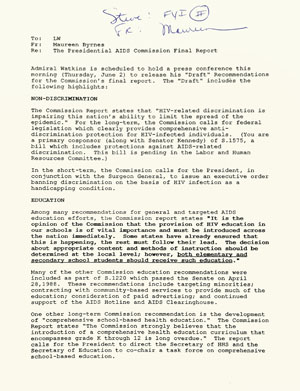 Steve: FYI #
FR: Maureen
To: LW
Fr: Maureen Byrnes
Re: The Presidential AIDS Commission Final Report
Admiral Watkins is scheduled to hold a press conference this
morning (Thursday, June 2) to release his "Draft" Recommendations
for the Commission's final report. The "Draft" includes the
following highlights:
NON-DISCRIMINATION
The Commission Report states that "HIV-related discrimination is
impairing this nation's ability to limit the spread of the
epidemic." For the long-term, the Commission calls for Federal
legislation which clearly provides comprehensive anti-
discrimination protection for HIV-infected individuals. (You are
a primary cosponsor (along with Senator Kennedy) of S.1575, a
bill which includes protections against AIDS-related
discrimination. This bill is pending in the Labor and Human
Resources Committee.)
In the short-term, the Commission calls for the President, in
conjunction with the Surgeon General, to issue an executive order
banning discrimination on the basis of HIV infection as a
handicapping condition.
EDUCATION
Among many recommendations for general and targeted AIDS
education efforts, the Commission report states "It is the
opinion of the Commission that the provision of HIV education in
our schools is of vital importance and must be introduced across
the nation immediately. Some states have already ensured that
this is happening, the rest must follow their lead. The decision
about appropriate content and methods of instruction should be
determined at the local level; however, both elementary and
secondary school students should receive such education."
Many of the other Commission education recommendations were
included as part of S.1220 which passed the Senate on April
28,1988. These recommendations include targeting minorities;
contracting with community-based services to provide much of the
education; consideration of paid advertising; and continued
support of the AIDS Hotline and AIDS Clearinghouse.
One other long-term Commission recommendation is the development
of "comprehensive school-based health education." The Commission
Report states "The Commission strongly believes that the
introduction of a comprehensive health education curriculum that
encompasses grade K through 12 is long overdue." The report
calls for the President to direct the Secretary of HHS and the
Secretary of Education to co-chair a task force on comprehensive
school-based education.